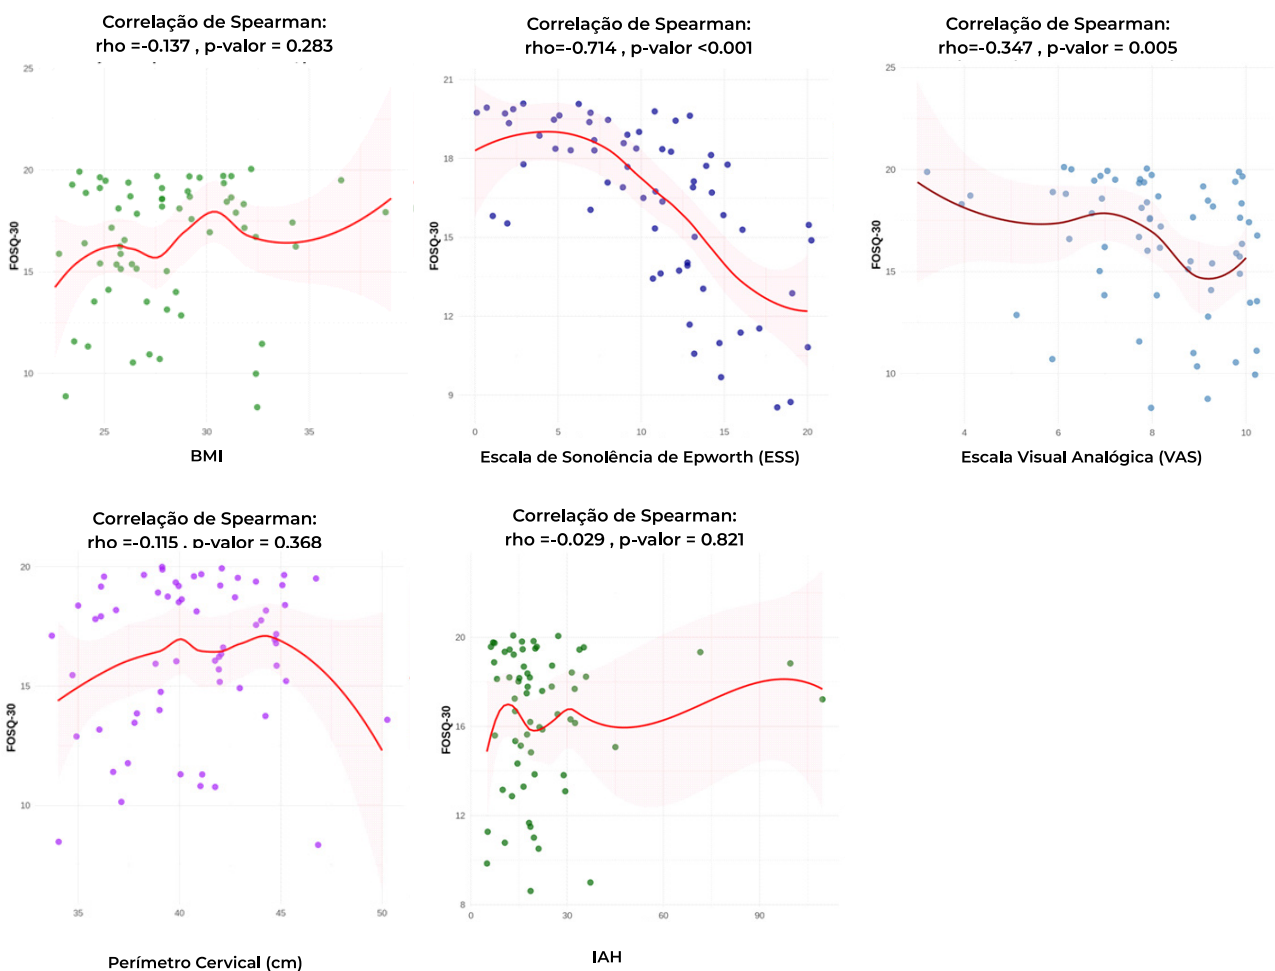 Correlação de Spearman:
rho =-0.137 , p-valor = 0.283
25
20
15
10
FOSQ-30
25
30
35
BMI
Correlação de Spearman:
rho=-0.714 , p-valor <0.001
21
18
15
12
9
FOSQ-30
0
5
10
15
20
Escala de Sonolência de Epworth (ESS)
Correlação de Spearman:
rho=-0.347 , p-valor = 0.005
25
20
15
10
FOSQ-30
4
6
8
10
Escala Visual Analógica (VAS)
Correlação de Spearman:
rho =-0.115 , p-valor = 0.368
20
15
10
FOSQ-30
35
40
45
50
Perímetro Cervical (cm)
Correlação de Spearman:
rho =-0.029 , p-valor = 0.821
20
16
12
8
FOSQ-30
0
30
60
90
IAH